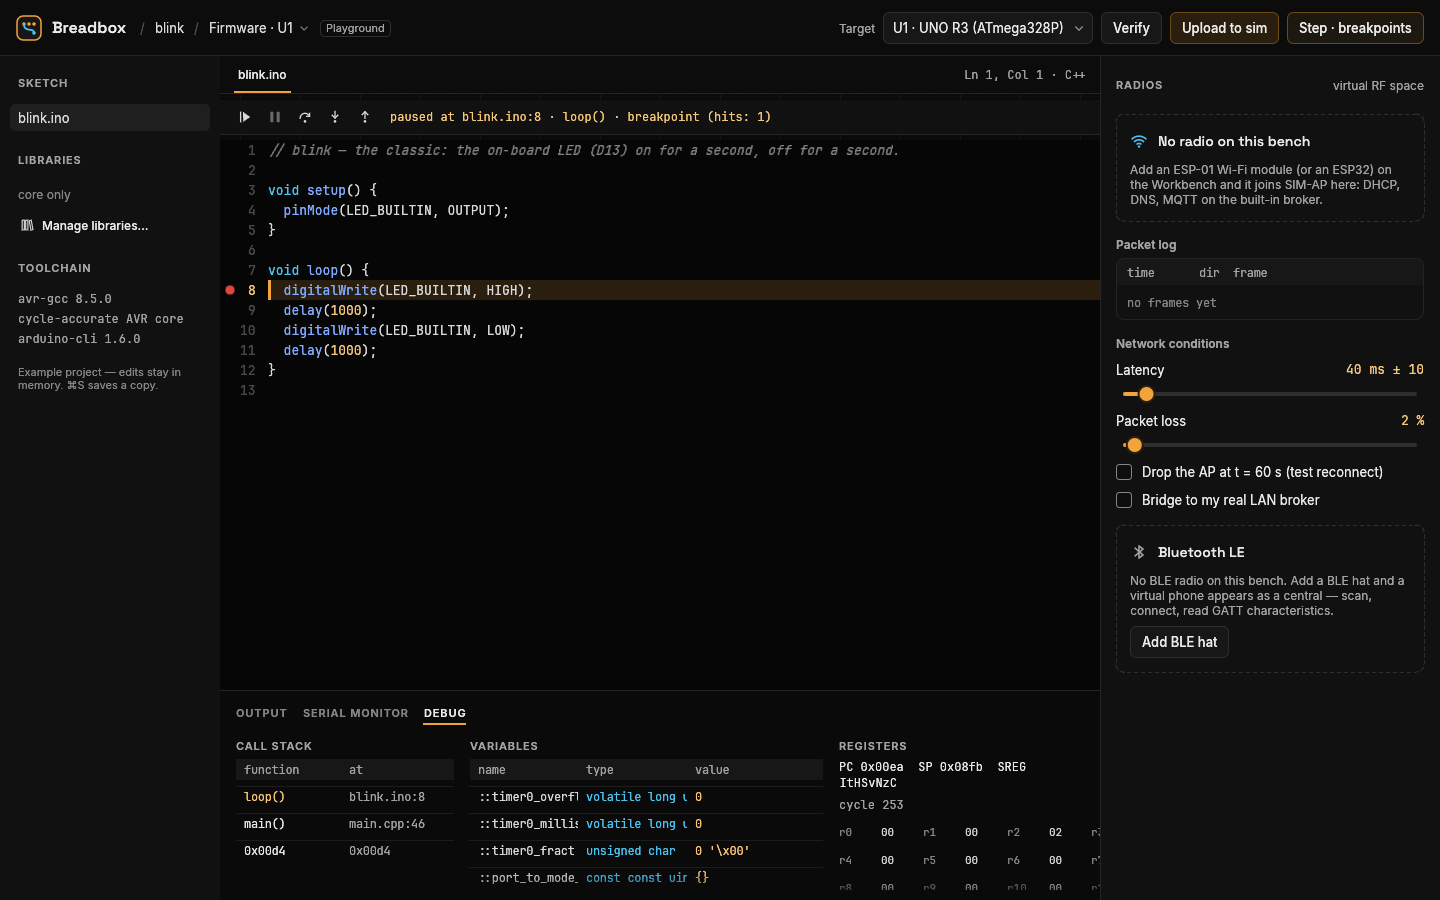 Breadbox / blink / Firmware · U1 Playground
Target U1 · UNO R3 (ATmega328P) Verify Upload to sim Step · breakpoints
SKETCH
blink.ino
LIBRARIES
core only
Manage libraries...
TOOLCHAIN
avr-gcc 8.5.0
cycle-accurate AVR core
arduino-cli 1.6.0
Example project — edits stay in
memory. ⌘S saves a copy.
blink.ino
Ln 1, Col 1 · C++
paused at blink.ino:8 · loop() · breakpoint (hits: 1)
1 // blink — the classic: the on-board LED (D13) on for a second, off for a second.
2
3 void setup() {
4 pinMode(LED_BUILTIN, OUTPUT);
5 }
6
7 void loop() {
8 digitalWrite(LED_BUILTIN, HIGH);
9 delay(1000);
10 digitalWrite(LED_BUILTIN, LOW);
11 delay(1000);
12 }
13
OUTPUT SERIAL MONITOR DEBUG
CALL STACK
function at
loop() blink.ino:8
main() main.cpp:46
0x00d4 0x00d4
VARIABLES
name type value
::timer0_overfl volatile long u 0
::timer0_millis volatile long u 0
::timer0_fract unsigned char 0 '\x00'
::port_to_mode_ const const uin {}
REGISTERS
PC 0x00ea SP 0x08fb SREG
ItHSvNzC
cycle 253
r0 00 r1 00 r2 02 r3
r4 00 r5 00 r6 00
r8 00 r9 00 r10 00
RADIOS
virtual RF space
No radio on this bench
Add an ESP-01 Wi-Fi module (or an ESP32) on
the Workbench and it joins SIM-AP here: DHCP,
DNS, MQTT on the built-in broker.
Packet log
time dir frame
no frames yet
Network conditions
Latency 40 ms ± 10
Packet loss 2 %
Drop the AP at t = 60 s (test reconnect)
Bridge to my real LAN broker
Bluetooth LE
No BLE radio on this bench. Add a BLE hat and a
virtual phone appears as a central — scan,
connect, read GATT characteristics.
Add BLE hat